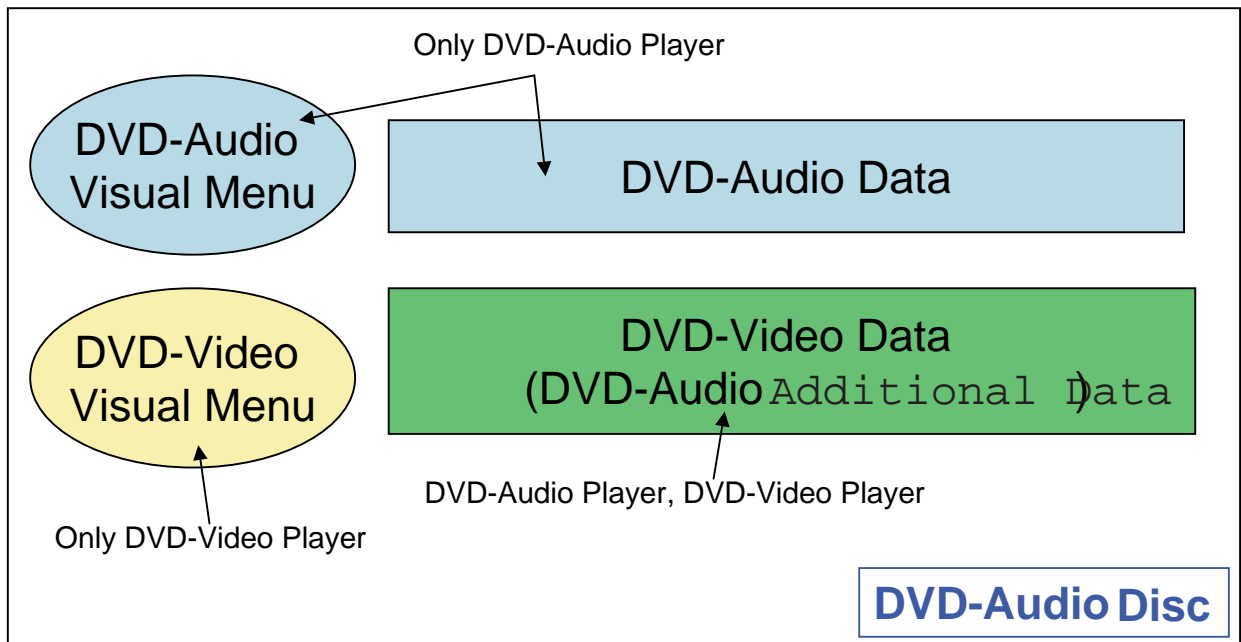 Only DVD-Audio Player
DVD-Audio
Visual Menu
DVD-Audio Data
DVD-Video
Visual Menu
DVD-Video Data
(DVD-Audio Additional Data)
DVD-Audio Player, DVD-Video Player
Only DVD-Video Player
DVD-Audio Disc